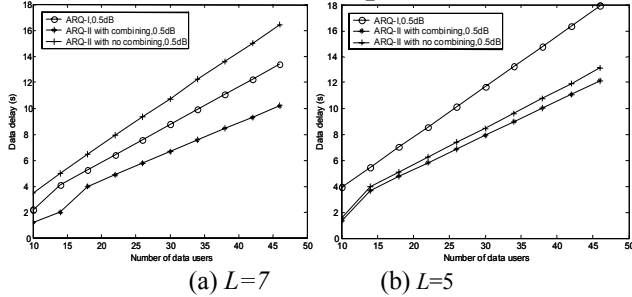 18
16
14
12
10
8
6
4
2
0
Data delay (s)
ARQ-I,0.5dB
ARQ-II with combining,0.5dB
ARQ-II with no combining,0.5dB
10 15 20 25 30 35 40 45 50
Number of data users
(a) L=7
18
16
14
12
10
8
6
4
2
0
Data delay (s)
ARQ-I,0.5dB
ARQ-II with combining,0.5dB
ARQ-II with no combining,0.5dB
10 15 20 25 30 35 40 45 50
Number of data users
(b) L=5